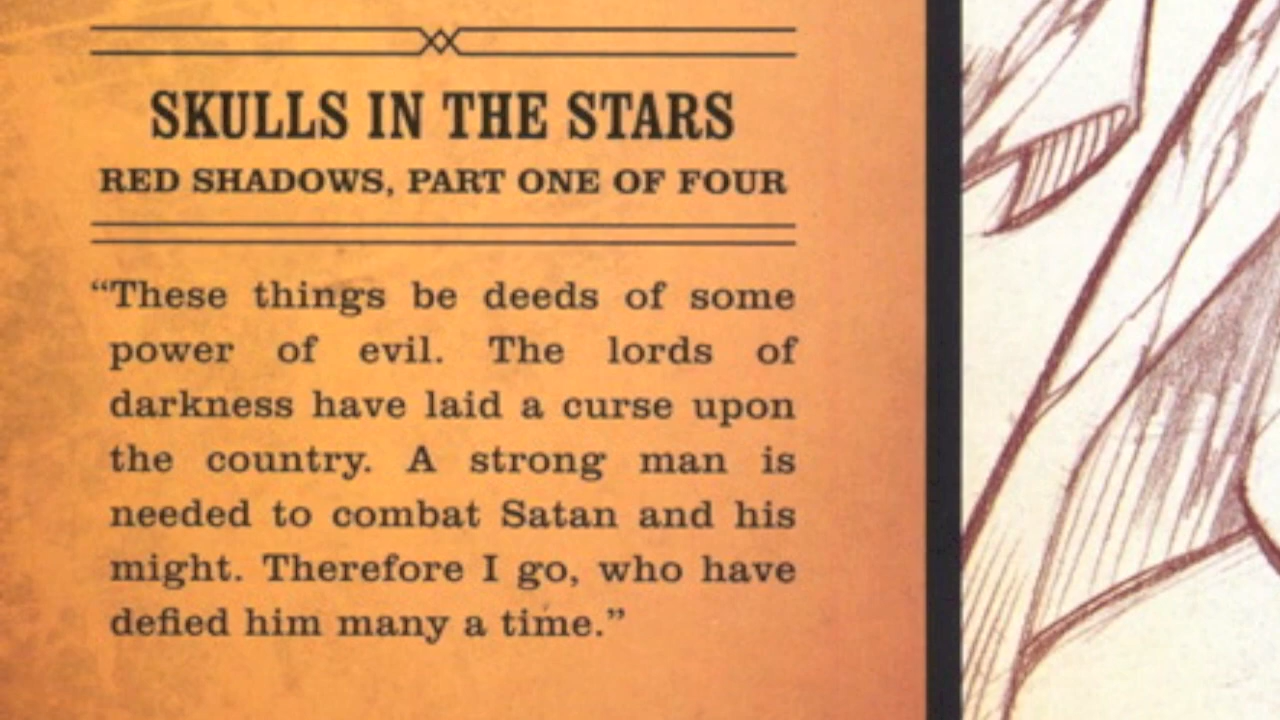 SKULLS IN THE STARS
RED SHADOWS, PART ONE OF FOUR
“These things be deeds of some
power of evil. The lords of
darkness have laid a curse upon
the country. A strong man is
needed to combat Satan and his
might. Therefore I go, who have
defied him many a time.”